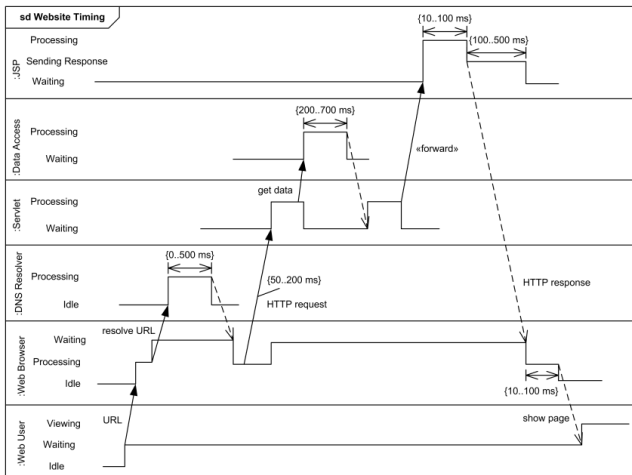 sd Website Timing
:JSP
Processing
Sending Response
Waiting
{10..100 ms}
{100..500 ms}
:Data Access
Processing
Waiting
{200..700 ms}
«forward»
:Servlet
Processing
Waiting
get data
:DNS Resolver
Processing
Idle
{0..500 ms}
{50..200 ms}
HTTP request
HTTP response
:Web Browser
Waiting
Processing
Idle
resolve URL
{10..100 ms}
:Web User
Viewing
Waiting
Idle
URL
show page